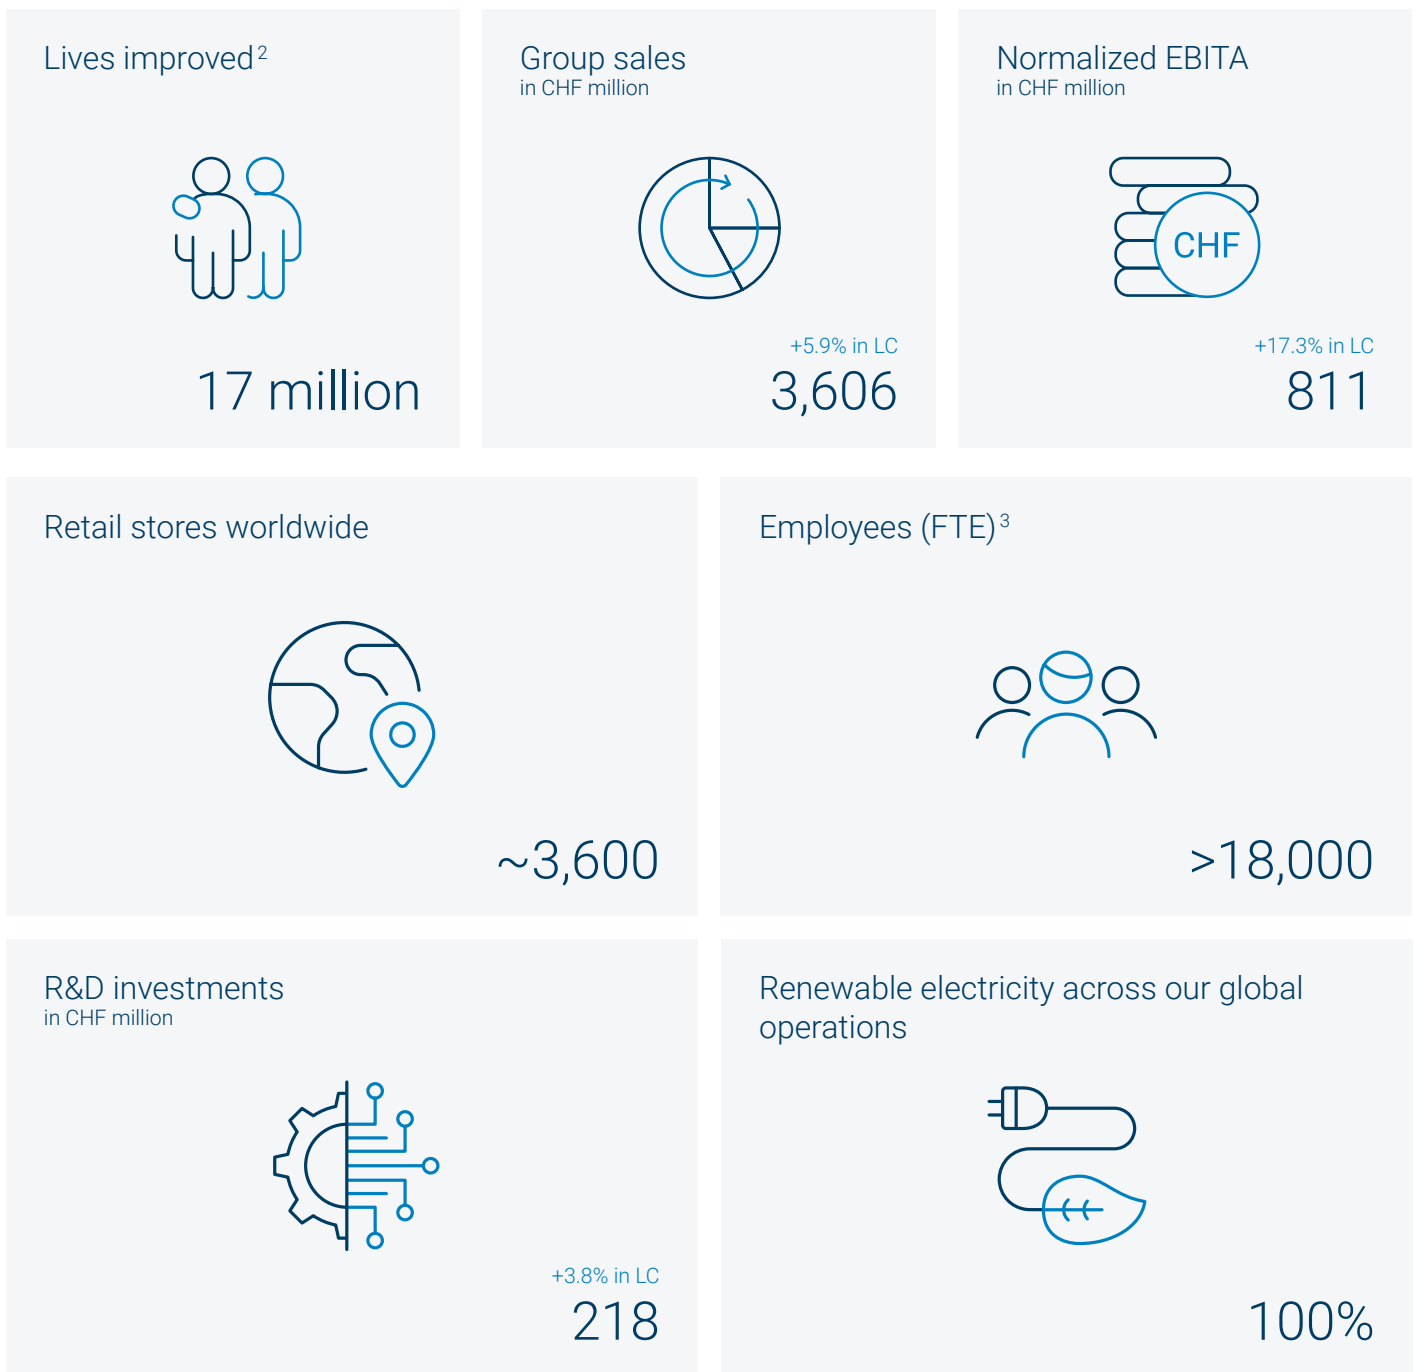 Lives improved²
17 million
Group sales
in CHF million
+5.9% in LC
3,606
Normalized EBITA
in CHF million
CHF
+17.3% in LC
811
Retail stores worldwide
~3,600
Employees (FTE)³
>18,000
R&D investments
in CHF million
+3.8% in LC
218
Renewable electricity across our global
operations
100%